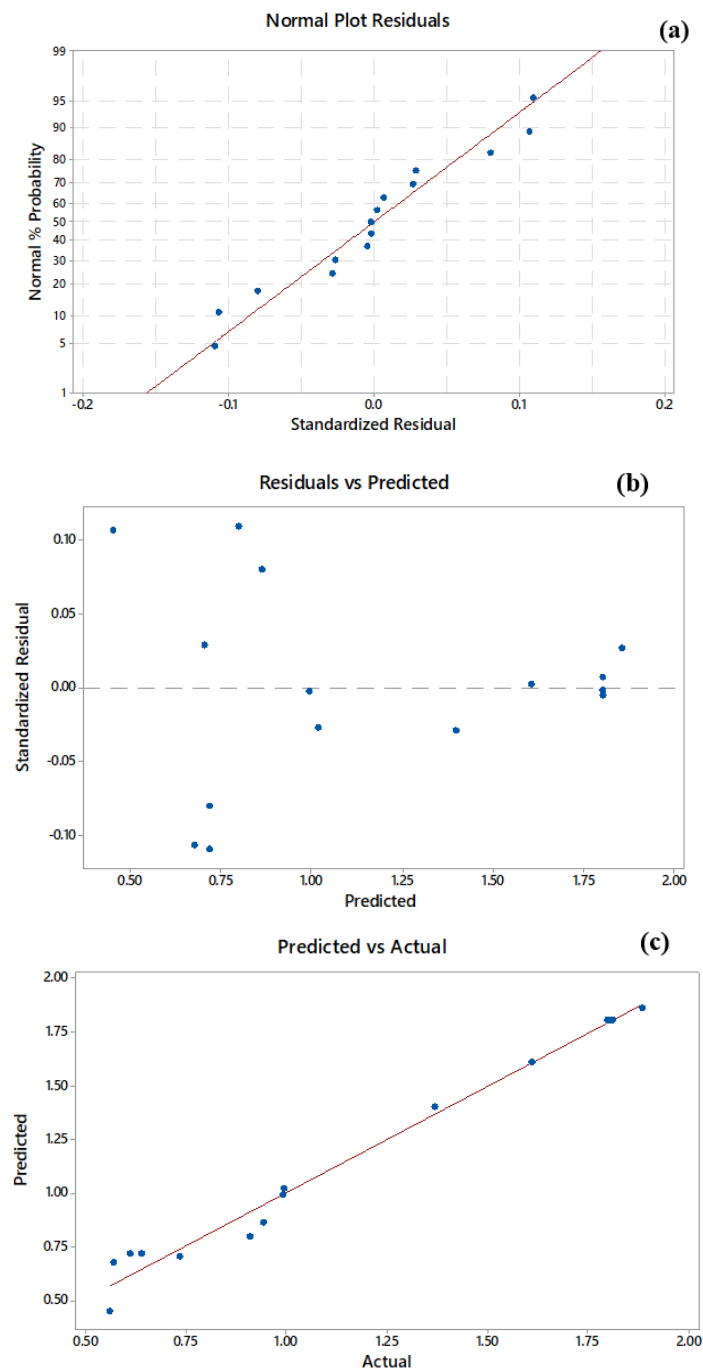 Normal Plot Residuals
(a)
99
95
90
80
70
60
50
40
30
20
10
5
1
Normal % Probability
-0.2 -0.1 0.0 0.1 0.2
Standardized Residual
Residuals vs Predicted
(b)
0.10
0.05
0.00
-0.05
-0.10
Standardized Residual
0.50 0.75 1.00 1.25 1.50 1.75 2.00
Predicted
Predicted vs Actual
(c)
2.00
1.75
1.50
1.25
1.00
0.75
0.50
Predicted
0.50 0.75 1.00 1.25 1.50 1.75 2.00
Actual